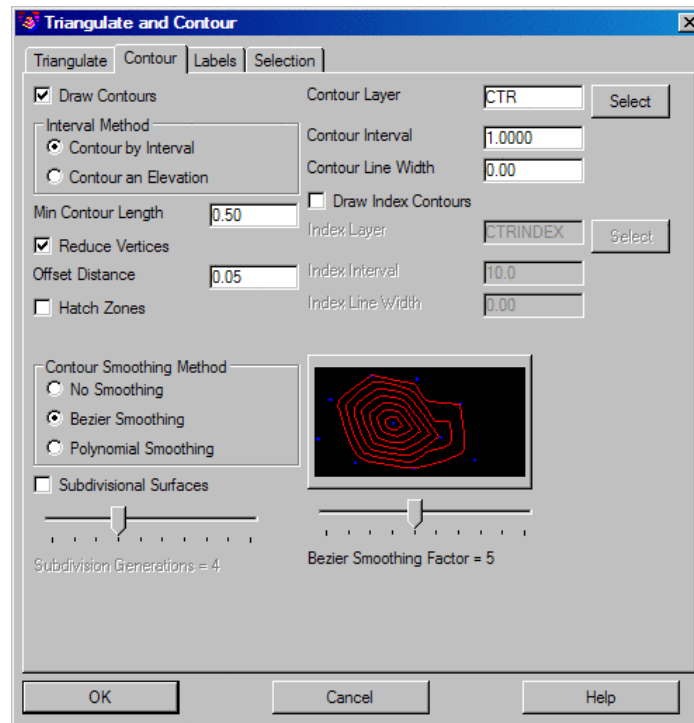 Triangulate and Contour
Triangulate Contour Labels Selection
Draw Contours
Interval Method
Contour by Interval
Contour an Elevation
Min Contour Length 0.50
Reduce Vertices
Offset Distance 0.05
Hatch Zones
Contour Layer CTR Select
Contour Interval 1.0000
Contour Line Width 0.00
Draw Index Contours
Index Layer CTRINDEX Select
Index Interval 10.0
Index Line Width 0.00
Contour Smoothing Method
No Smoothing
Bezier Smoothing
Polynomial Smoothing
Subdivisional Surfaces
Subdivision Generations = 4
Bezier Smoothing Factor = 5
OK Cancel Help